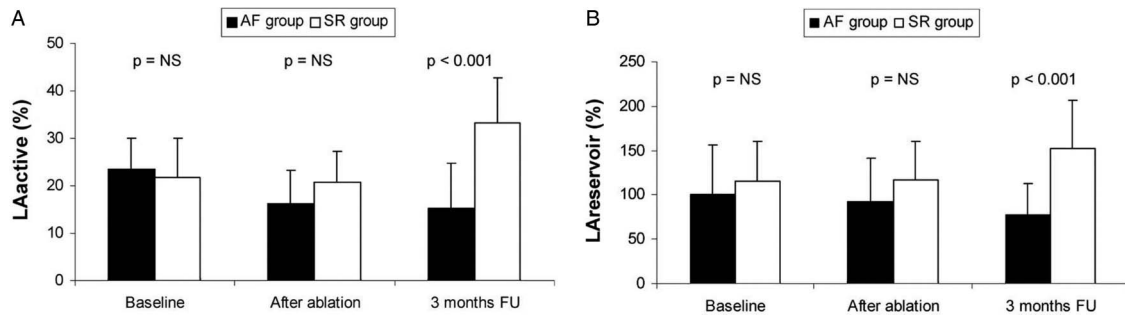 A
AF group SR group
p = NS p = NS p < 0.001
LAactive (%)
50
40
30
20
10
0
Baseline After ablation 3 months FU
B
AF group SR group
p = NS p = NS p < 0.001
LAreservoir (%)
250
200
150
100
50
0
Baseline After ablation 3 months FU